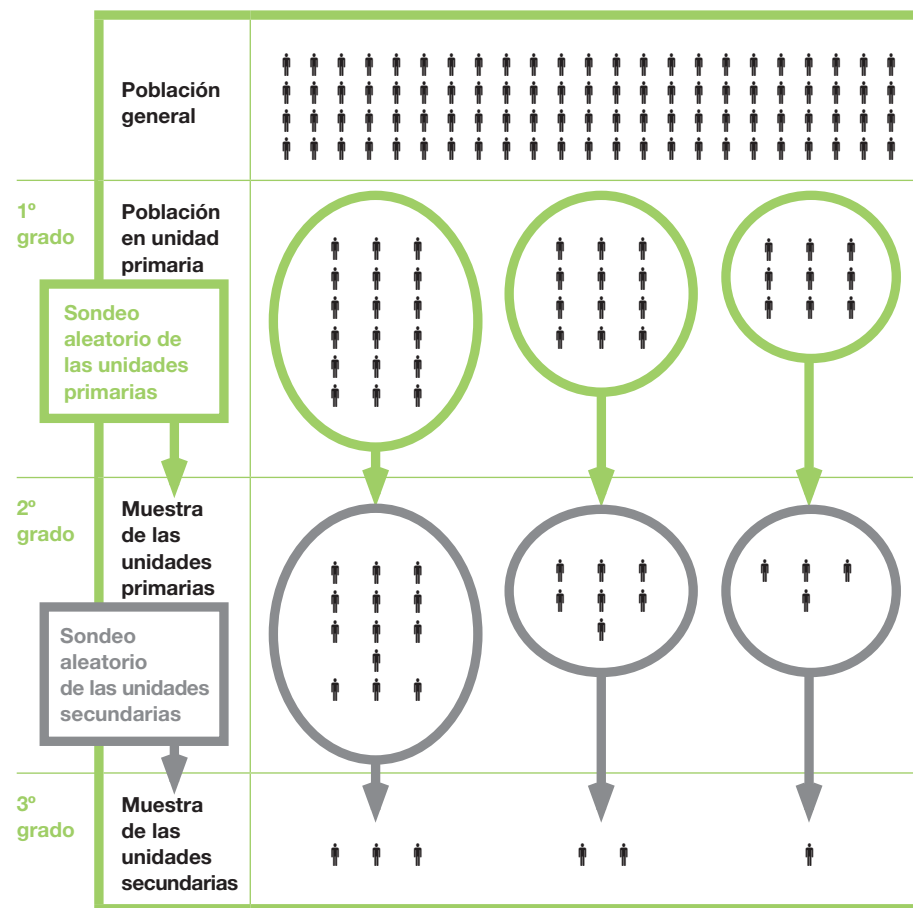 Población
general
1º
grado
Población
en unidad
primaria
Sondeo
aleatorio de
las unidades
primarias
2º
grado
Muestra
de las
unidades
primarias
Sondeo
aleatorio
de las unidades
secundarias
3º
grado
Muestra
de las
unidades
secundarias